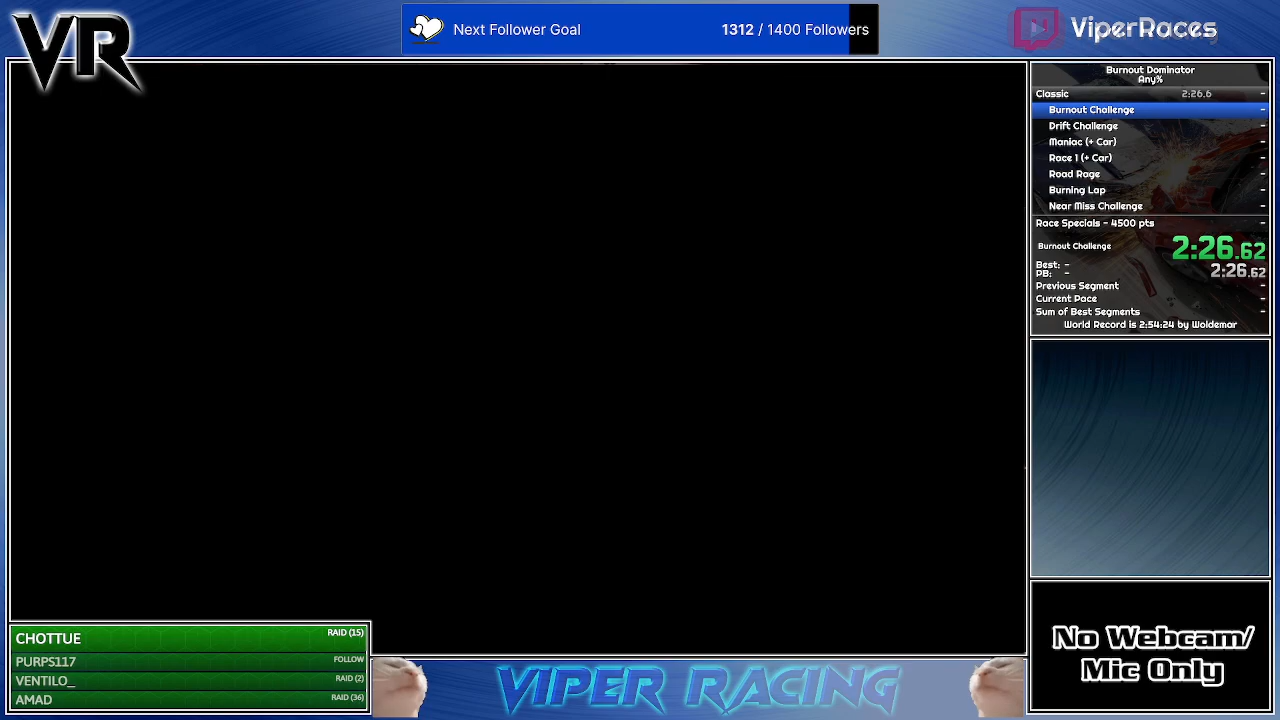 VR
Next Follower Goal
1312 / 1400 Followers
ViperRaces
Burnout Dominator
Any%
Classic 2:26.6 -
Burnout Challenge -
Drift Challenge -
Maniac (+ Car) -
Race 1 (+ Car) -
Road Rage -
Burning Lap -
Near Miss Challenge -
Race Specials - 4500 pts -
Burnout Challenge 2:26.62
Best: -
PB: - 2:26.62
Previous Segment -
Current Pace -
Sum of Best Segments -
World Record is 2:54:24 by Woldemar
No Webcam/
Mic Only
CHOTTUE RAID (15)
PURPS117 FOLLOW
VENTILO_ RAID (2)
AMAD RAID (36)
VIPER RACING